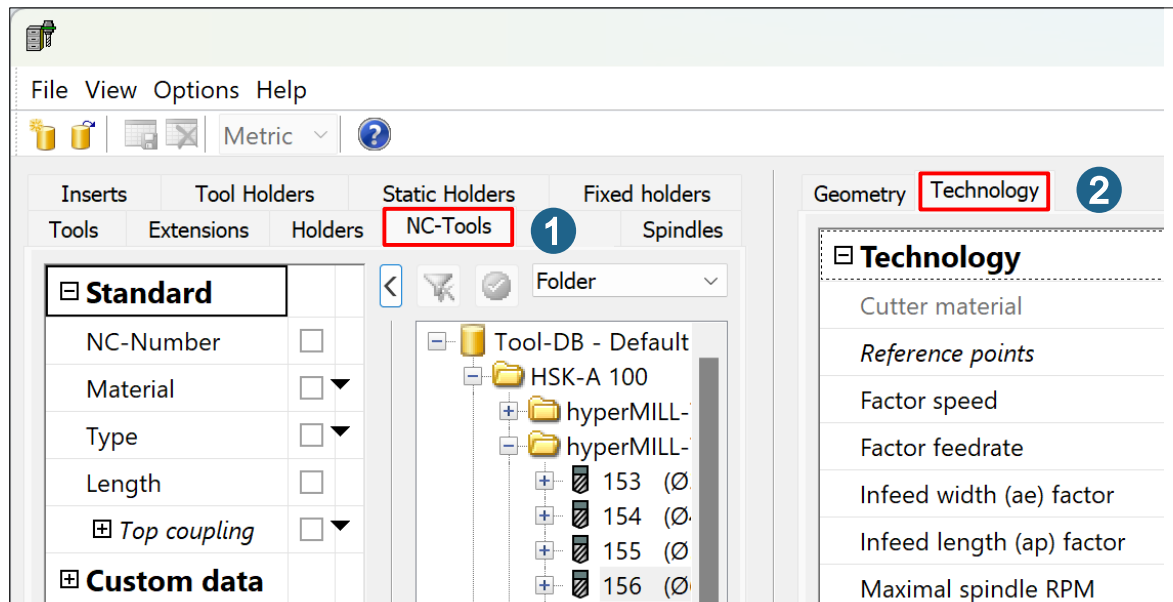 File View Options Help
Metric
Inserts Tool Holders Static Holders Fixed holders
Tools Extensions Holders NC-Tools 1 Spindles
Geometry Technology 2
Standard
NC-Number
Material
Type
Length
Top coupling
Custom data
Folder
Tool-DB - Default
HSK-A 100
hyperMILL-
hyperMILL-
153 (Ø
154 (Ø
155 (Ø
156 (Ø
Technology
Cutter material
Reference points
Factor speed
Factor feedrate
Infeed width (ae) factor
Infeed length (ap) factor
Maximal spindle RPM